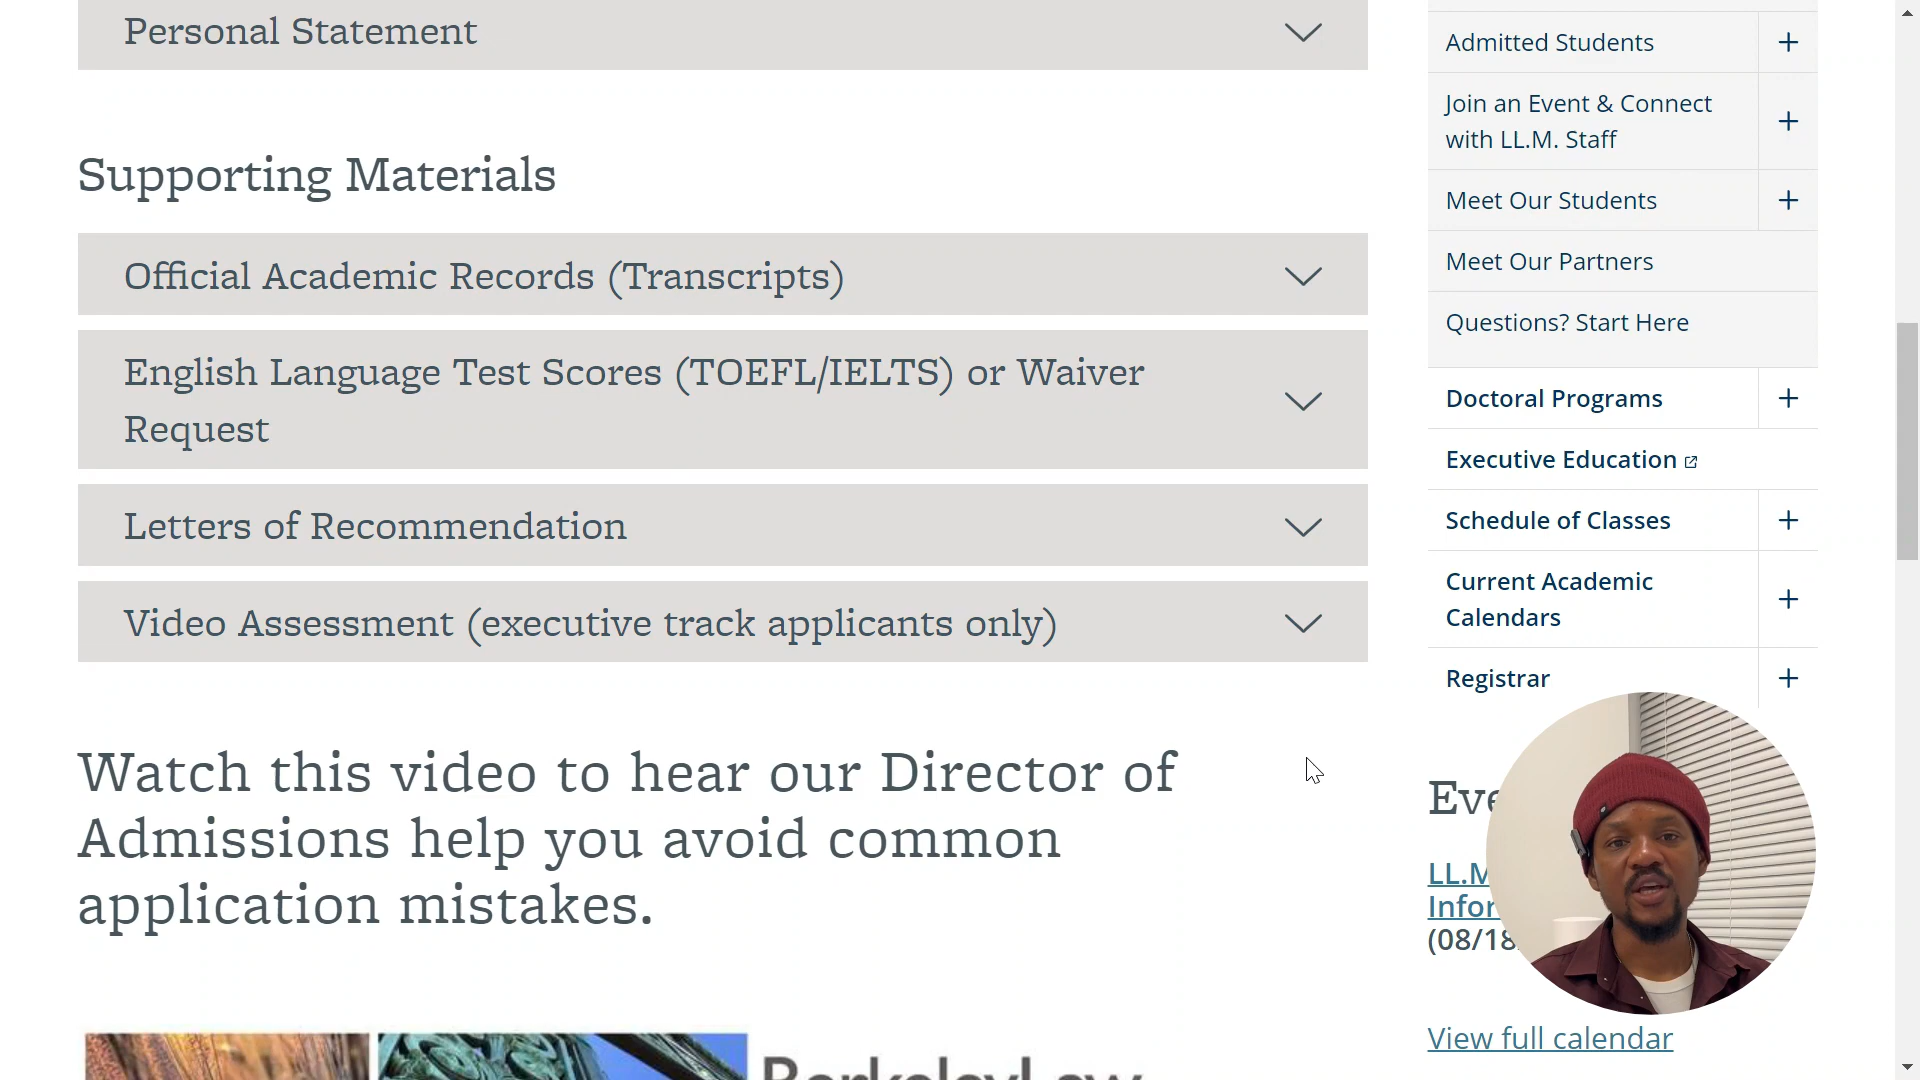 Personal Statement
Supporting Materials
Official Academic Records (Transcripts)
English Language Test Scores (TOEFL/IELTS) or Waiver
Request
Letters of Recommendation
Video Assessment (executive track applicants only)
Watch this video to hear our Director of
Admissions help you avoid common
application mistakes.
BerkeleyLaw
Admitted Students
Join an Event & Connect
with LL.M. Staff
Meet Our Students
Meet Our Partners
Questions? Start Here
Doctoral Programs
Executive Education
Schedule of Classes
Current Academic
Calendars
Registrar
View full calendar